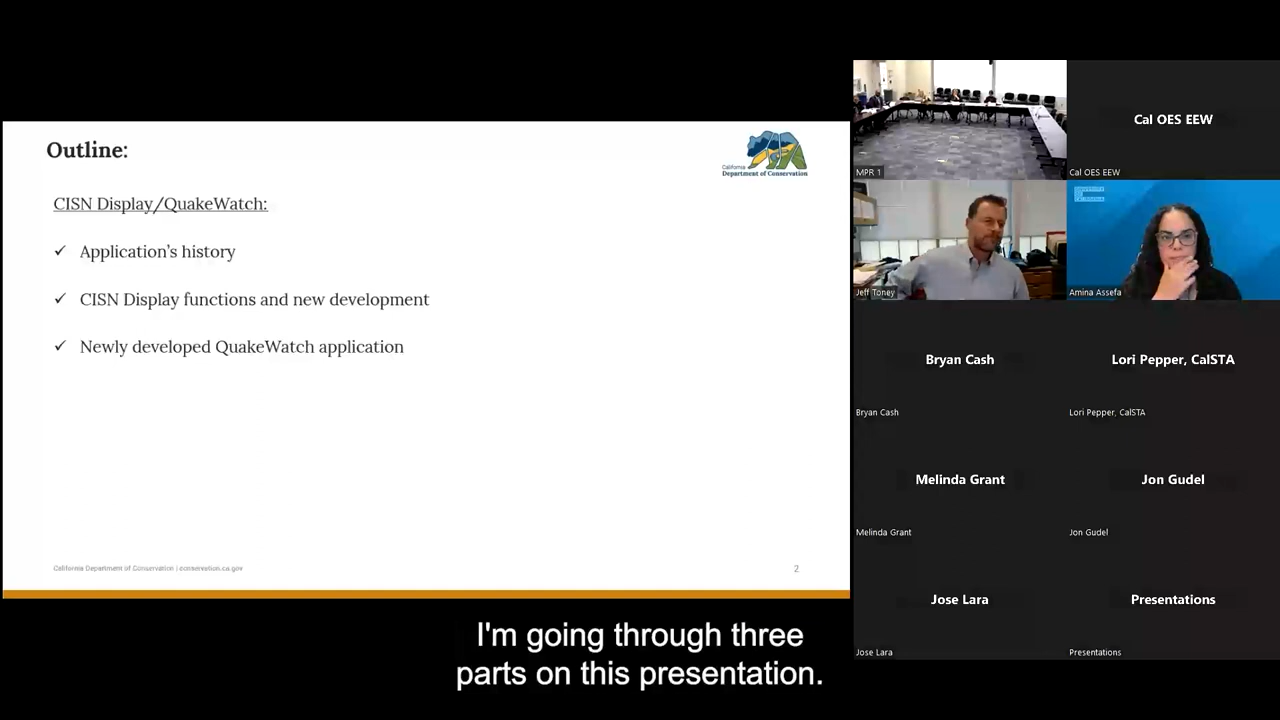 Outline:
California
Department of Conservation
CISN Display/QuakeWatch:
✓ Application's history
✓ CISN Display functions and new development
✓ Newly developed QuakeWatch application
California Department of Conservation | conservation.ca.gov
2
MPR 1
Cal OES EEW
Cal OES EEW
Jeff Toney
Amina Assefa
Bryan Cash
Bryan Cash
Lori Pepper, CalSTA
Lori Pepper, CalSTA
Melinda Grant
Melinda Grant
Jon Gudel
Jon Gudel
Jose Lara
Jose Lara
Presentations
Presentations
I'm going through three
parts on this presentation.